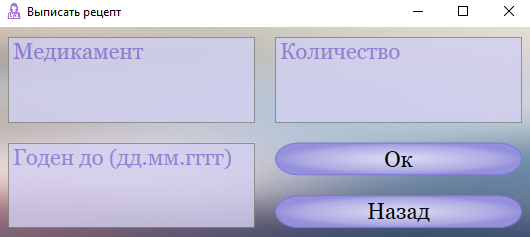 Выписать рецепт
Медикамент
Количество
Годен до (дд.мм.гггг)
Ок
Назад